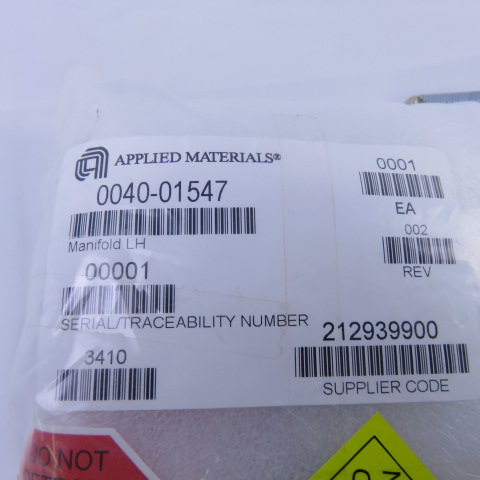 APPLIED MATERIALS®
0040-01547
Manifold LH
00001
SERIAL/TRACEABILITY NUMBER
3410
0001
EA
002
REV
212939900
SUPPLIER CODE
DO NOT